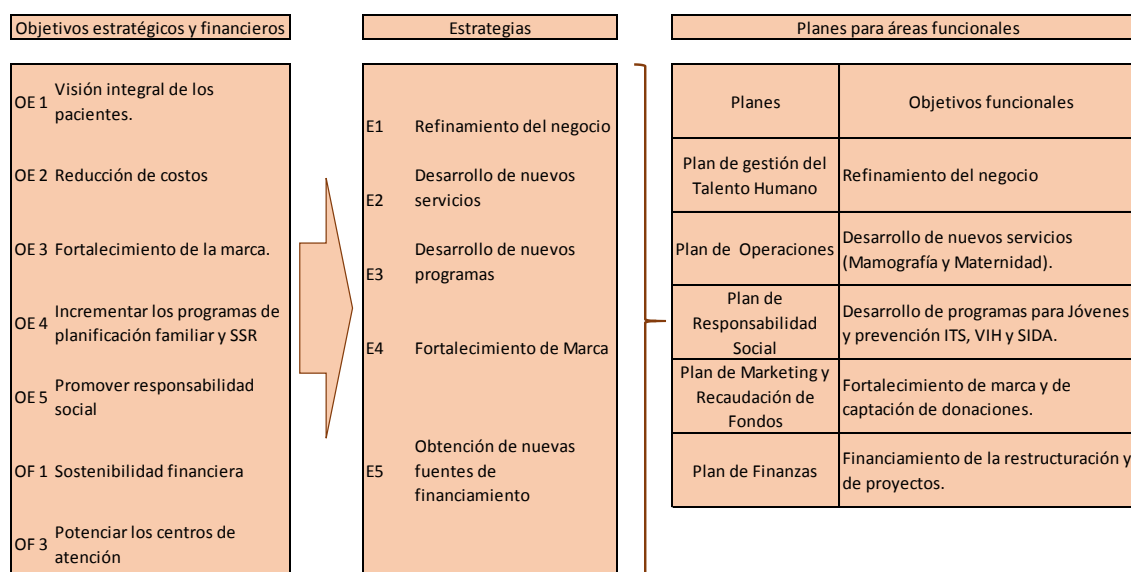 Objetivos estratégicos y financieros
OE 1 Visión integral de los
pacientes.
OE 2 Reducción de costos
OE 3 Fortalecimiento de la marca.
OE 4 Incrementar los programas de
planificación familiar y SSR
OE 5 Promover responsabilidad
social
OF 1 Sostenibilidad financiera
OF 3 Potenciar los centros de
atención
Estrategias
E1 Refinamiento del negocio
E2 Desarrollo de nuevos
servicios
E3 Desarrollo de nuevos
programas
E4 Fortalecimiento de Marca
E5 Obtención de nuevas
fuentes de
financiamiento
Planes para áreas funcionales
Planes Objetivos funcionales
Plan de gestión del
Talento Humano
Refinamiento del negocio
Plan de Operaciones
Desarrollo de nuevos servicios
(Mamografía y Maternidad).
Plan de
Responsabilidad
Social
Desarrollo de programas para Jóvenes
y prevención ITS, VIH y SIDA.
Plan de Marketing y
Recaudación de
Fondos
Fortalecimiento de marca y de
captación de donaciones.
Plan de Finanzas
Financiamiento de la restructuración y
de proyectos.